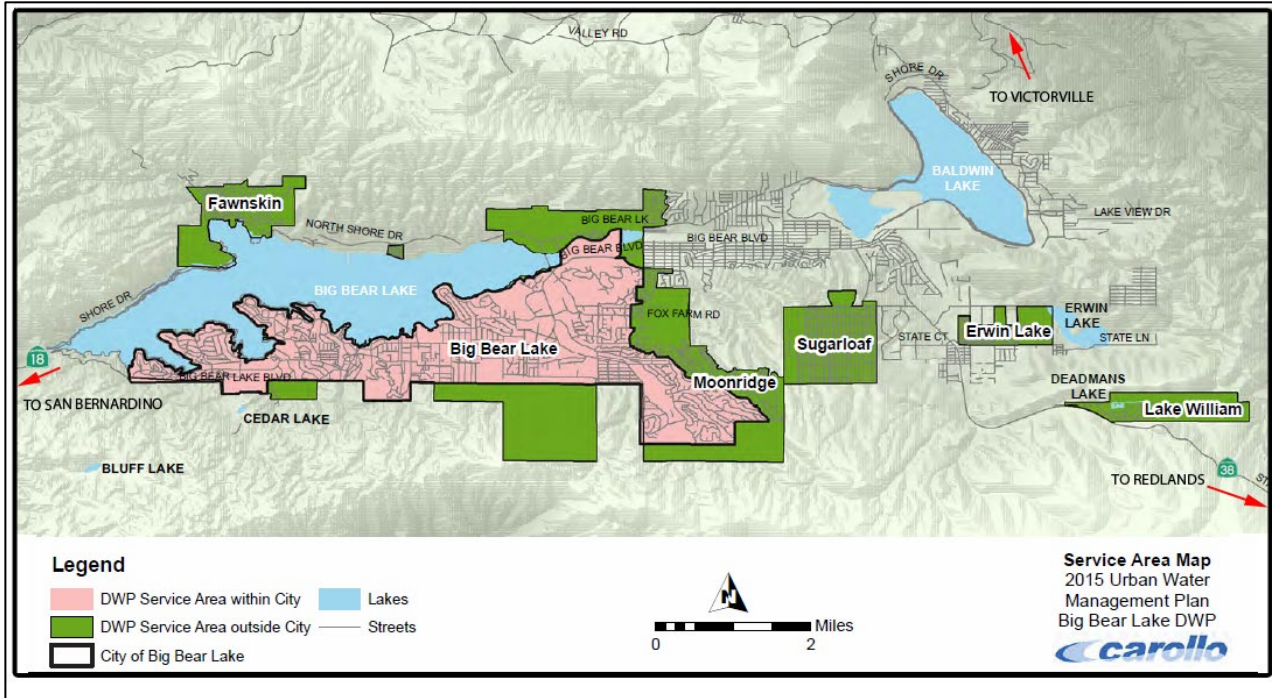 VALLEY RD
SHORE DR
TO VICTORVILLE
BALDWIN
LAKE
Fawnskin
LAKE VIEW DR
NORTH SHORE DR
BIG BEAR LK
BIG BEAR BLVD
BIG BEAR BLVD
SHORE DR
BIG BEAR LAKE
FOX FARM RD
ERWIN
LAKE
Erwin Lake
STATE CT
STATE LN
Sugarloaf
Big Bear Lake
18
Moonridge
BIG BEAR LAKE BLVD
DEADMANS
LAKE
TO SAN BERNARDINO
CEDAR LAKE
Lake William
BLUFF LAKE
38
TO REDLANDS
Legend
DWP Service Area within City
Lakes
DWP Service Area outside City
Streets
City of Big Bear Lake
N
Miles
0
2
Service Area Map
2015 Urban Water
Management Plan
Big Bear Lake DWP
carollo